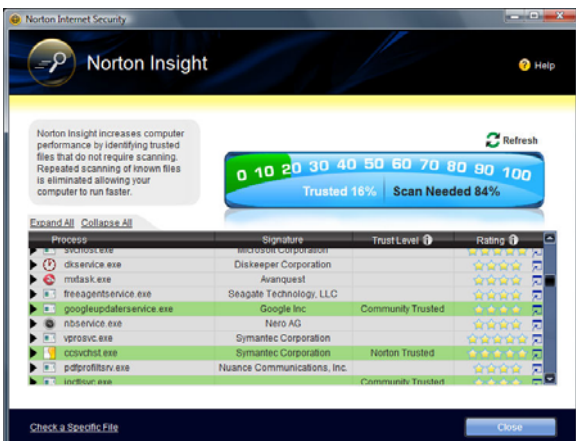 Norton Internet Security
Norton Insight
Help
Norton Insight increases computer
performance by identifying trusted
files that do not require scanning.
Repeated scanning of known files
is eliminated allowing your
computer to run faster.
Refresh
0 10 20 30 40 50 60 70 80 90 100
Trusted 16% Scan Needed 84%
Expand All Collapse All
Process Signature Trust Level Rating
svchost.exe Microsoft Corporation
dkservice.exe Diskeeper Corporation
mxtask.exe Avanquest
freeagentservice.exe Seagate Technology, LLC
googleupdaterservice.exe Google Inc Community Trusted
nbservice.exe Nero AG
vprosvc.exe Symantec Corporation
ccsvchst.exe Symantec Corporation Norton Trusted
pdfprofiltsrv.exe Nuance Communications, Inc.
Community Trusted
Check a Specific File
Close